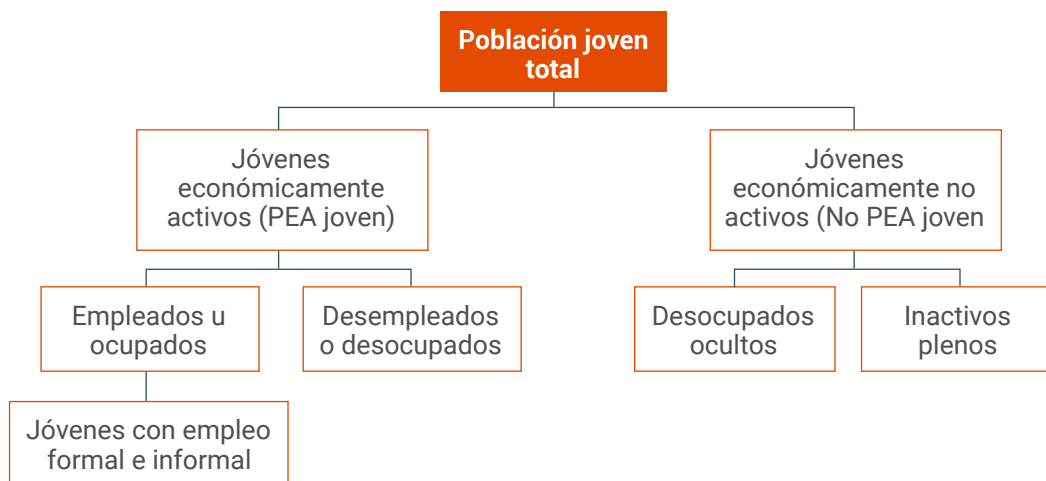 Población joven
total
Jóvenes
económicamente
activos (PEA joven)
Jóvenes
económicamente no
activos (No PEA joven
Empleados u
ocupados
Desempleados
o desocupados
Desocupados
ocultos
Inactivos
plenos
Jóvenes con empleo
formal e informal